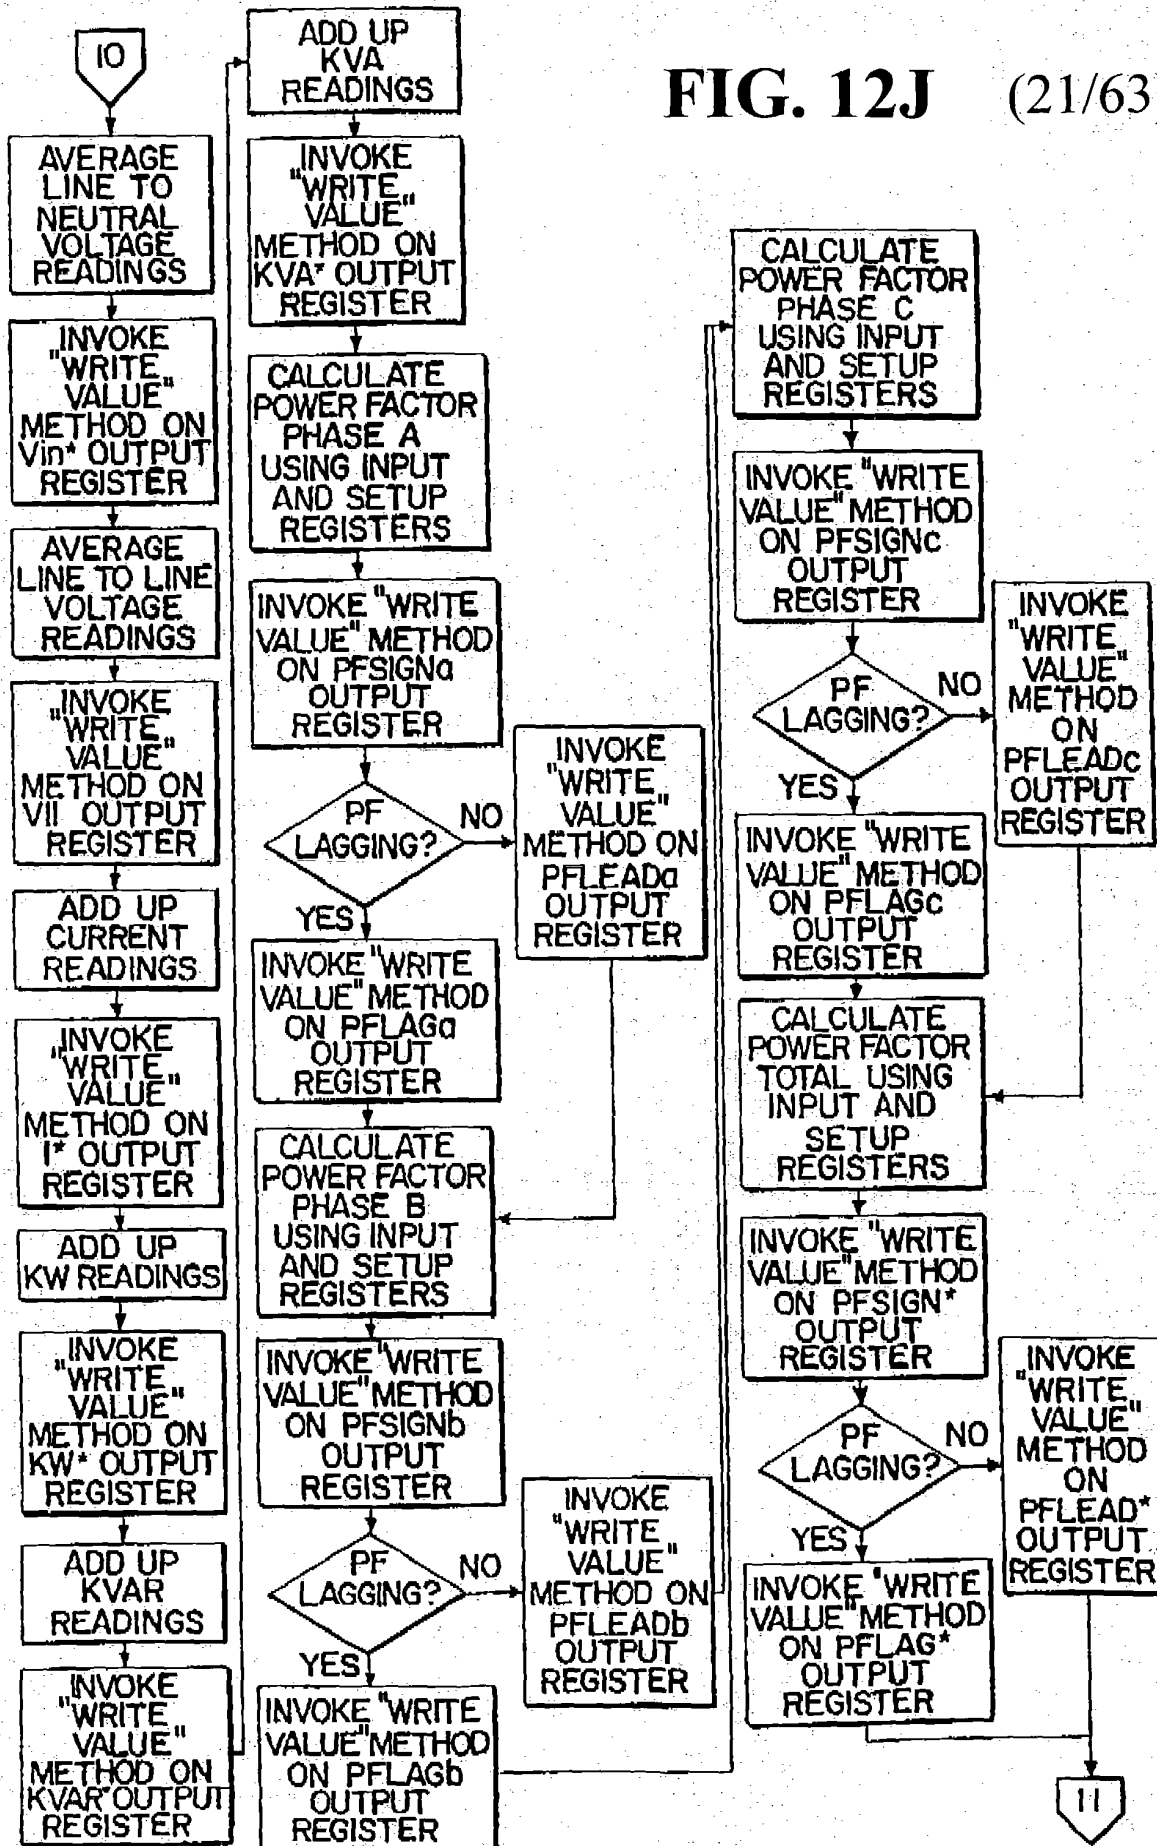 10
AVERAGE
LINE TO
NEUTRAL
VOLTAGE
READINGS
INVOKE
"WRITE
VALUE"
METHOD ON
Vin* OUTPUT
REGISTER
AVERAGE
LINE TO LINE
VOLTAGE
READINGS
INVOKE
"WRITE
VALUE"
METHOD ON
Vll OUTPUT
REGISTER
ADD UP
CURRENT
READINGS
INVOKE
"WRITE
VALUE"
METHOD ON
I* OUTPUT
REGISTER
ADD UP
KW READINGS
INVOKE
"WRITE
VALUE"
METHOD ON
KW* OUTPUT
REGISTER
ADD UP
KVAR
READINGS
INVOKE
"WRITE
VALUE"
METHOD ON
KVAR*OUTPUT
REGISTER
ADD UP
KVA
READINGS
INVOKE
"WRITE
VALUE"
METHOD ON
KVA* OUTPUT
REGISTER
CALCULATE
POWER FACTOR
PHASE A
USING INPUT
AND SETUP
REGISTERS
INVOKE "WRITE
VALUE" METHOD
ON PFSIGNa
OUTPUT
REGISTER
PF
LAGGING?
NO
YES
INVOKE
"WRITE
VALUE"
METHOD ON
PFLEADa
OUTPUT
REGISTER
INVOKE "WRITE
VALUE" METHOD
ON PFLAGa
OUTPUT
REGISTER
CALCULATE
POWER FACTOR
PHASE B
USING INPUT
AND SETUP
REGISTERS
INVOKE "WRITE
VALUE" METHOD
ON PFSIGNb
OUTPUT
REGISTER
PF
LAGGING?
NO
YES
INVOKE
"WRITE
VALUE"
METHOD ON
PFLEADb
OUTPUT
REGISTER
INVOKE "WRITE
VALUE" METHOD
ON PFLAGb
OUTPUT
REGISTER
FIG. 12J (21/63
CALCULATE
POWER FACTOR
PHASE C
USING INPUT
AND SETUP
REGISTERS
INVOKE "WRITE
VALUE" METHOD
ON PFSIGNc
OUTPUT
REGISTER
PF
LAGGING?
NO
YES
INVOKE
"WRITE
VALUE"
METHOD
ON
PFLEADc
OUTPUT
REGISTER
INVOKE "WRITE
VALUE" METHOD
ON PFLAGc
OUTPUT
REGISTER
CALCULATE
POWER FACTOR
TOTAL USING
INPUT AND
SETUP
REGISTERS
INVOKE "WRITE
VALUE" METHOD
ON PFSIGN*
OUTPUT
REGISTER
PF
LAGGING?
NO
YES
INVOKE
"WRITE
VALUE"
METHOD
ON
PFLEAD*
OUTPUT
REGISTER
INVOKE "WRITE
VALUE" METHOD
ON PFLAG*
OUTPUT
REGISTER
11